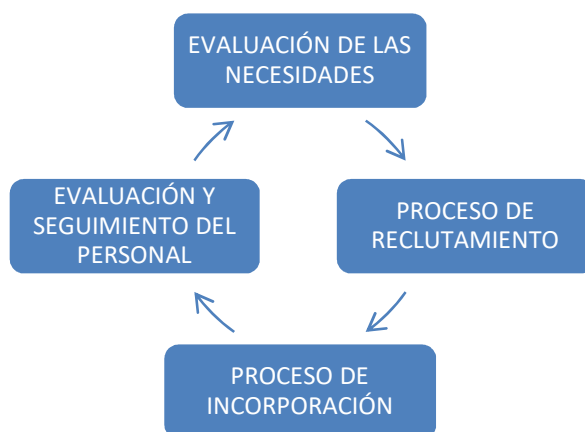 EVALUACIÓN DE LAS
NECESIDADES
PROCESO DE
RECLUTAMIENTO
PROCESO DE
INCORPORACIÓN
EVALUACIÓN Y
SEGUIMIENTO DEL
PERSONAL